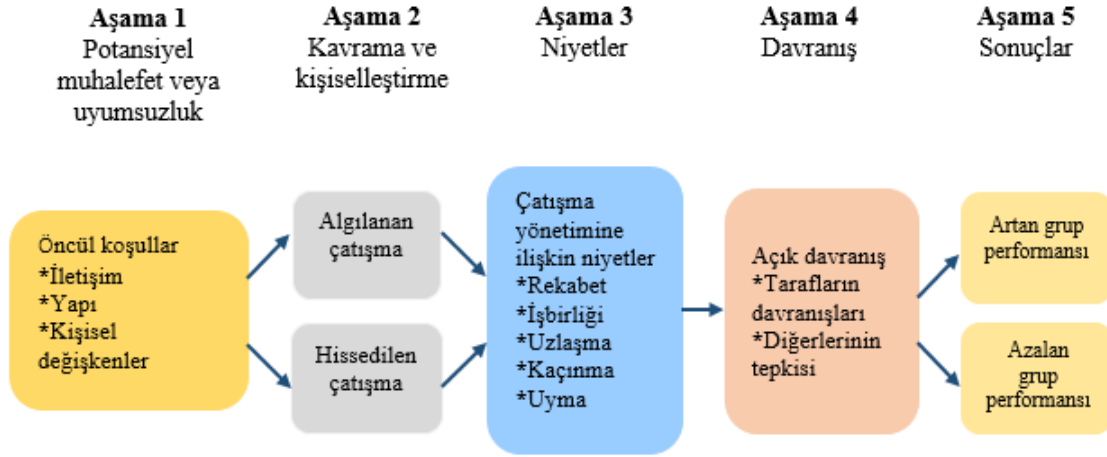 Aşama 1
Potansiyel
muhalefet veya
uyumsuzluk
Aşama 2
Kavrama ve
kişiselleştirme
Aşama 3
Niyetler
Aşama 4
Davranış
Aşama 5
Sonuçlar
Öncül koşullar
*İletişim
*Yapı
*Kişisel
değişkenler
Algılanan
çatışma
Hissedilen
çatışma
Çatışma
yönetimine
ilişkin niyetler
*Rekabet
*İşbirliği
*Uzlaşma
*Kaçınma
*Uyma
Açık davranış
*Tarafların
davranışları
*Diğerlerinin
tepkisi
Artan grup
performansı
Azalan
grup
performansı